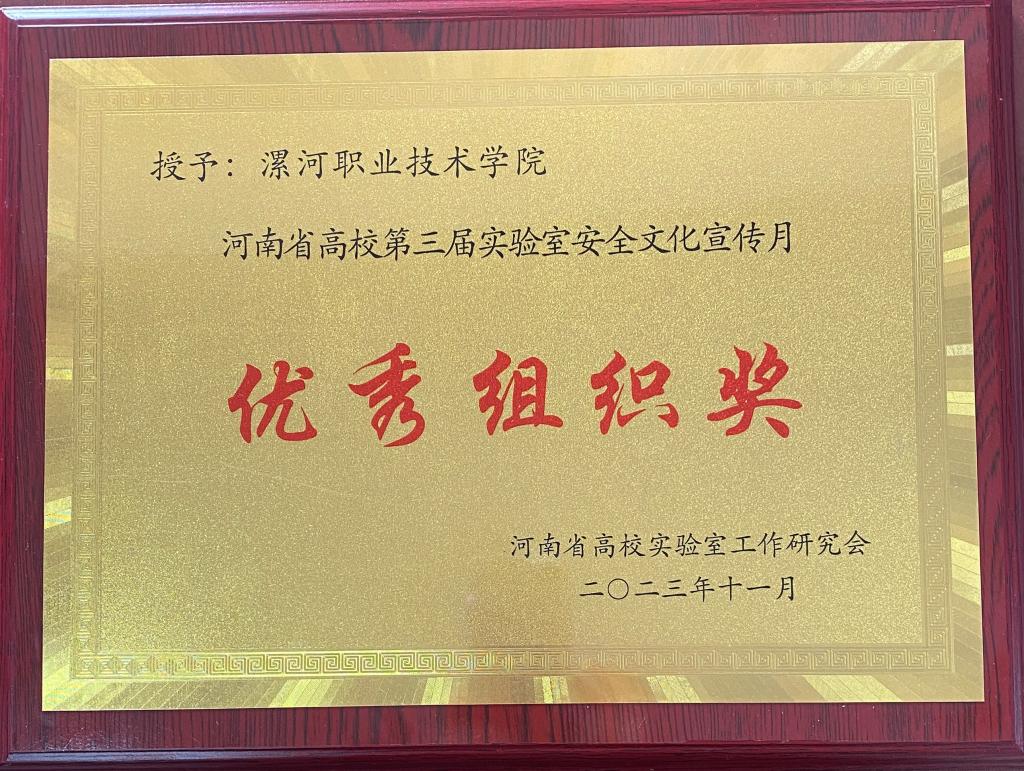 授予：漯河职业技术学院
河南省高校第三届实验室安全文化宣传月
优秀组织奖
河南省高校实验室工作研究会
二〇二三年十一月